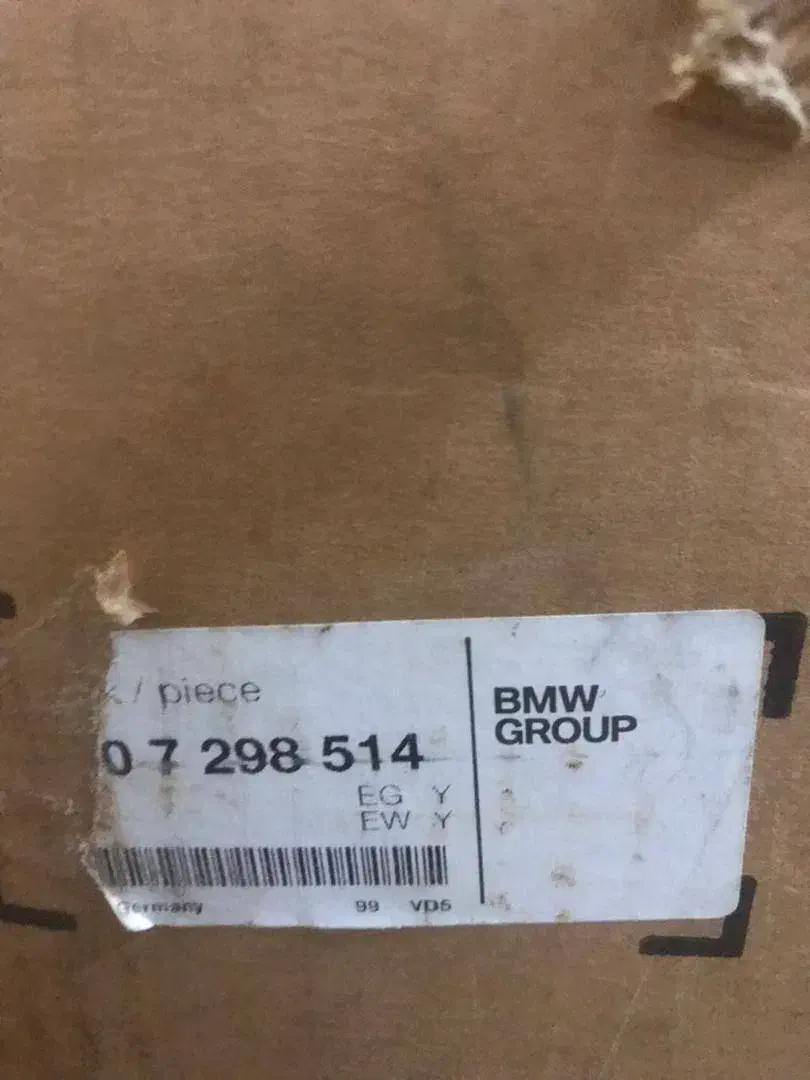 / piece
0 7 298 514
EG Y
EW Y
Germany 99 VD5
BMW
GROUP